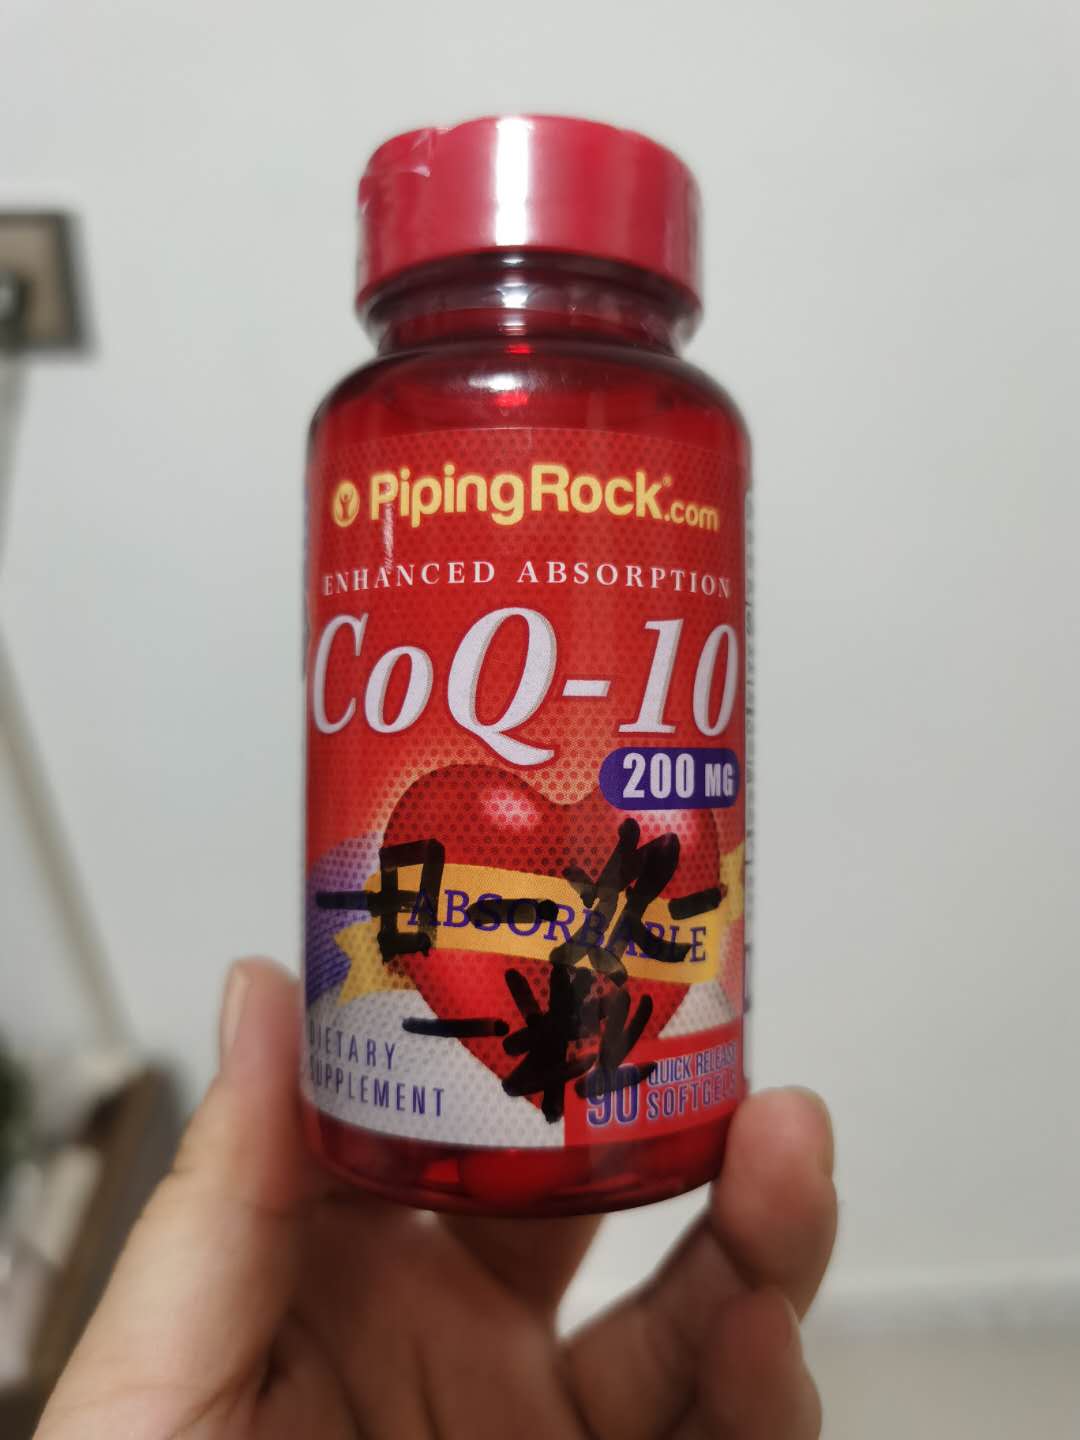 PipingRock.com
ENHANCED ABSORPTION
CoQ-10
200 MG
ABSORBABLE
一日一次
一粒
DIETARY
SUPPLEMENT
90 QUICK RELEASE
SOFTGELS